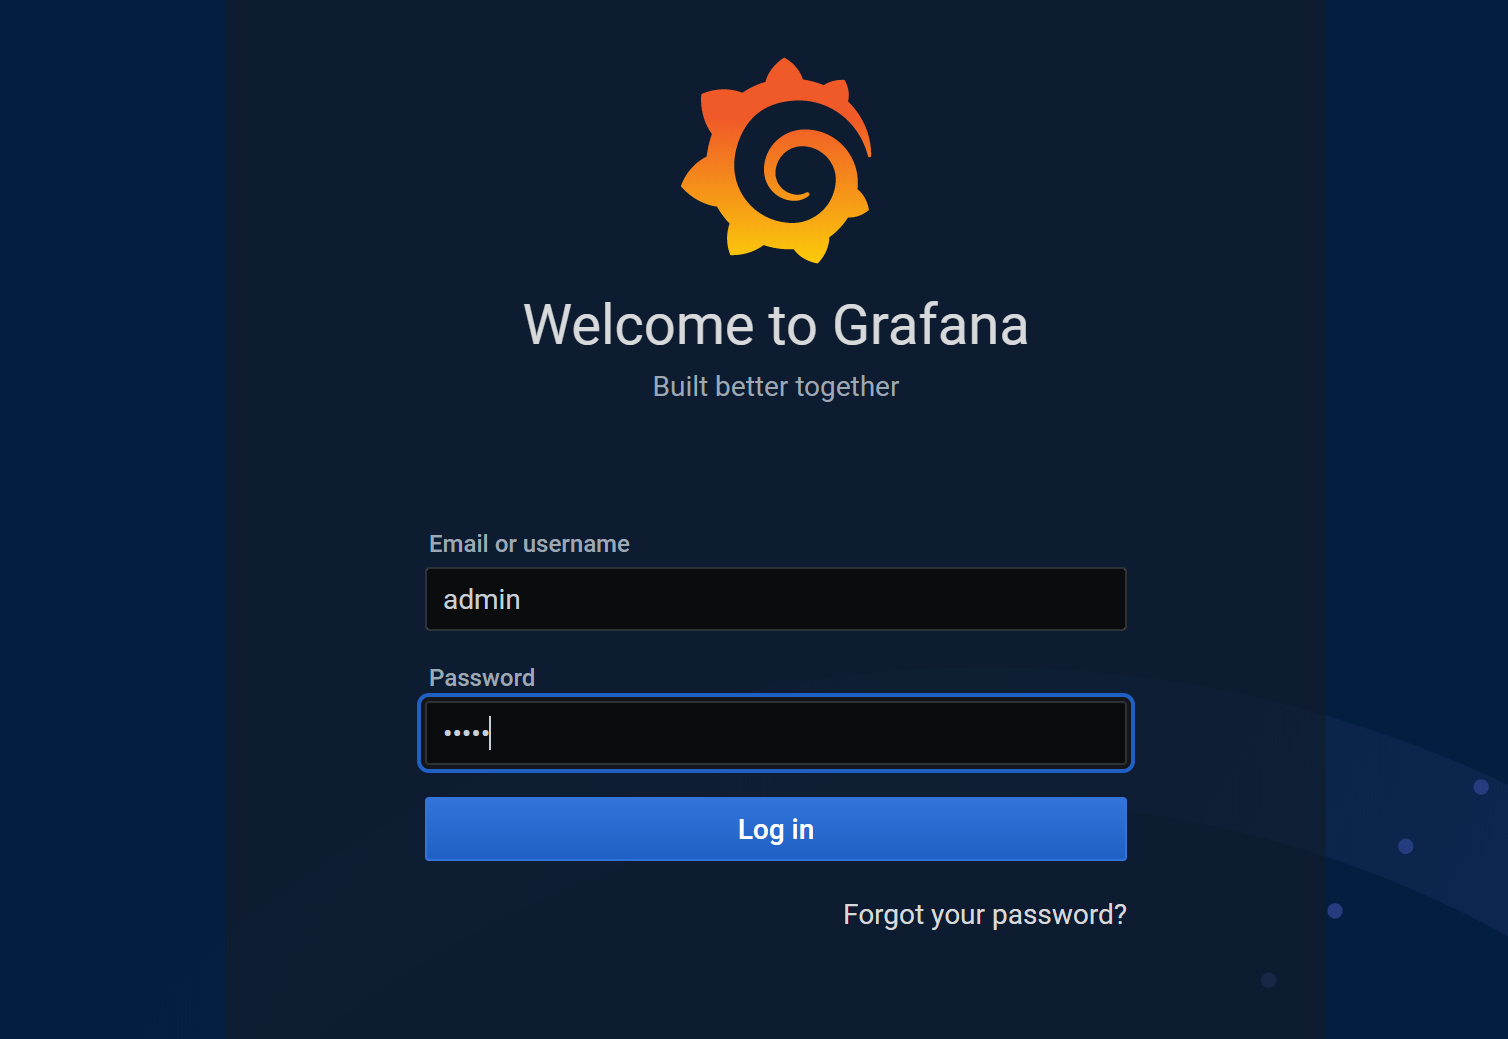 Welcome to Grafana
Built better together
Email or username
admin
Password
•••••
Log in
Forgot your password?